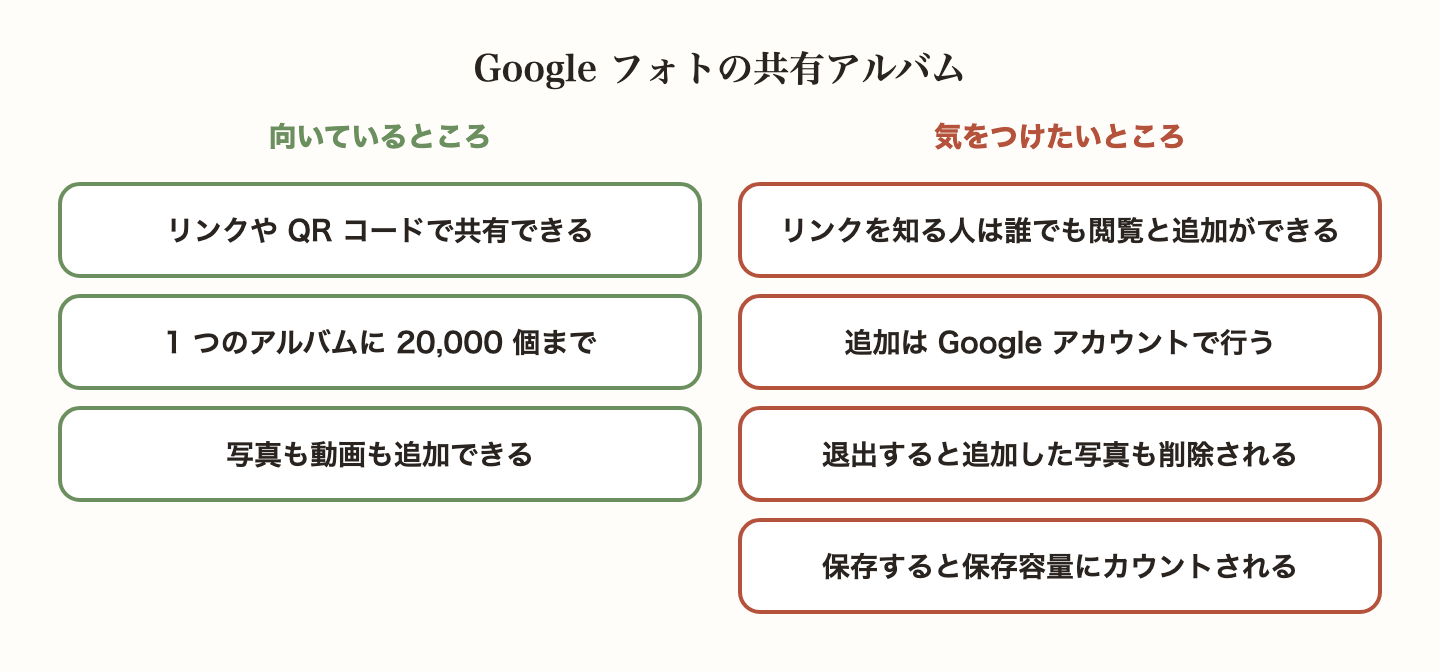 Google フォトの共有アルバム
向いているところ
リンクや QR コードで共有できる
1 つのアルバムに 20,000 個まで
写真も動画も追加できる
気をつけたいところ
リンクを知る人は誰でも閲覧と追加ができる
追加は Google アカウントで行う
退出すると追加した写真も削除される
保存すると保存容量にカウントされる